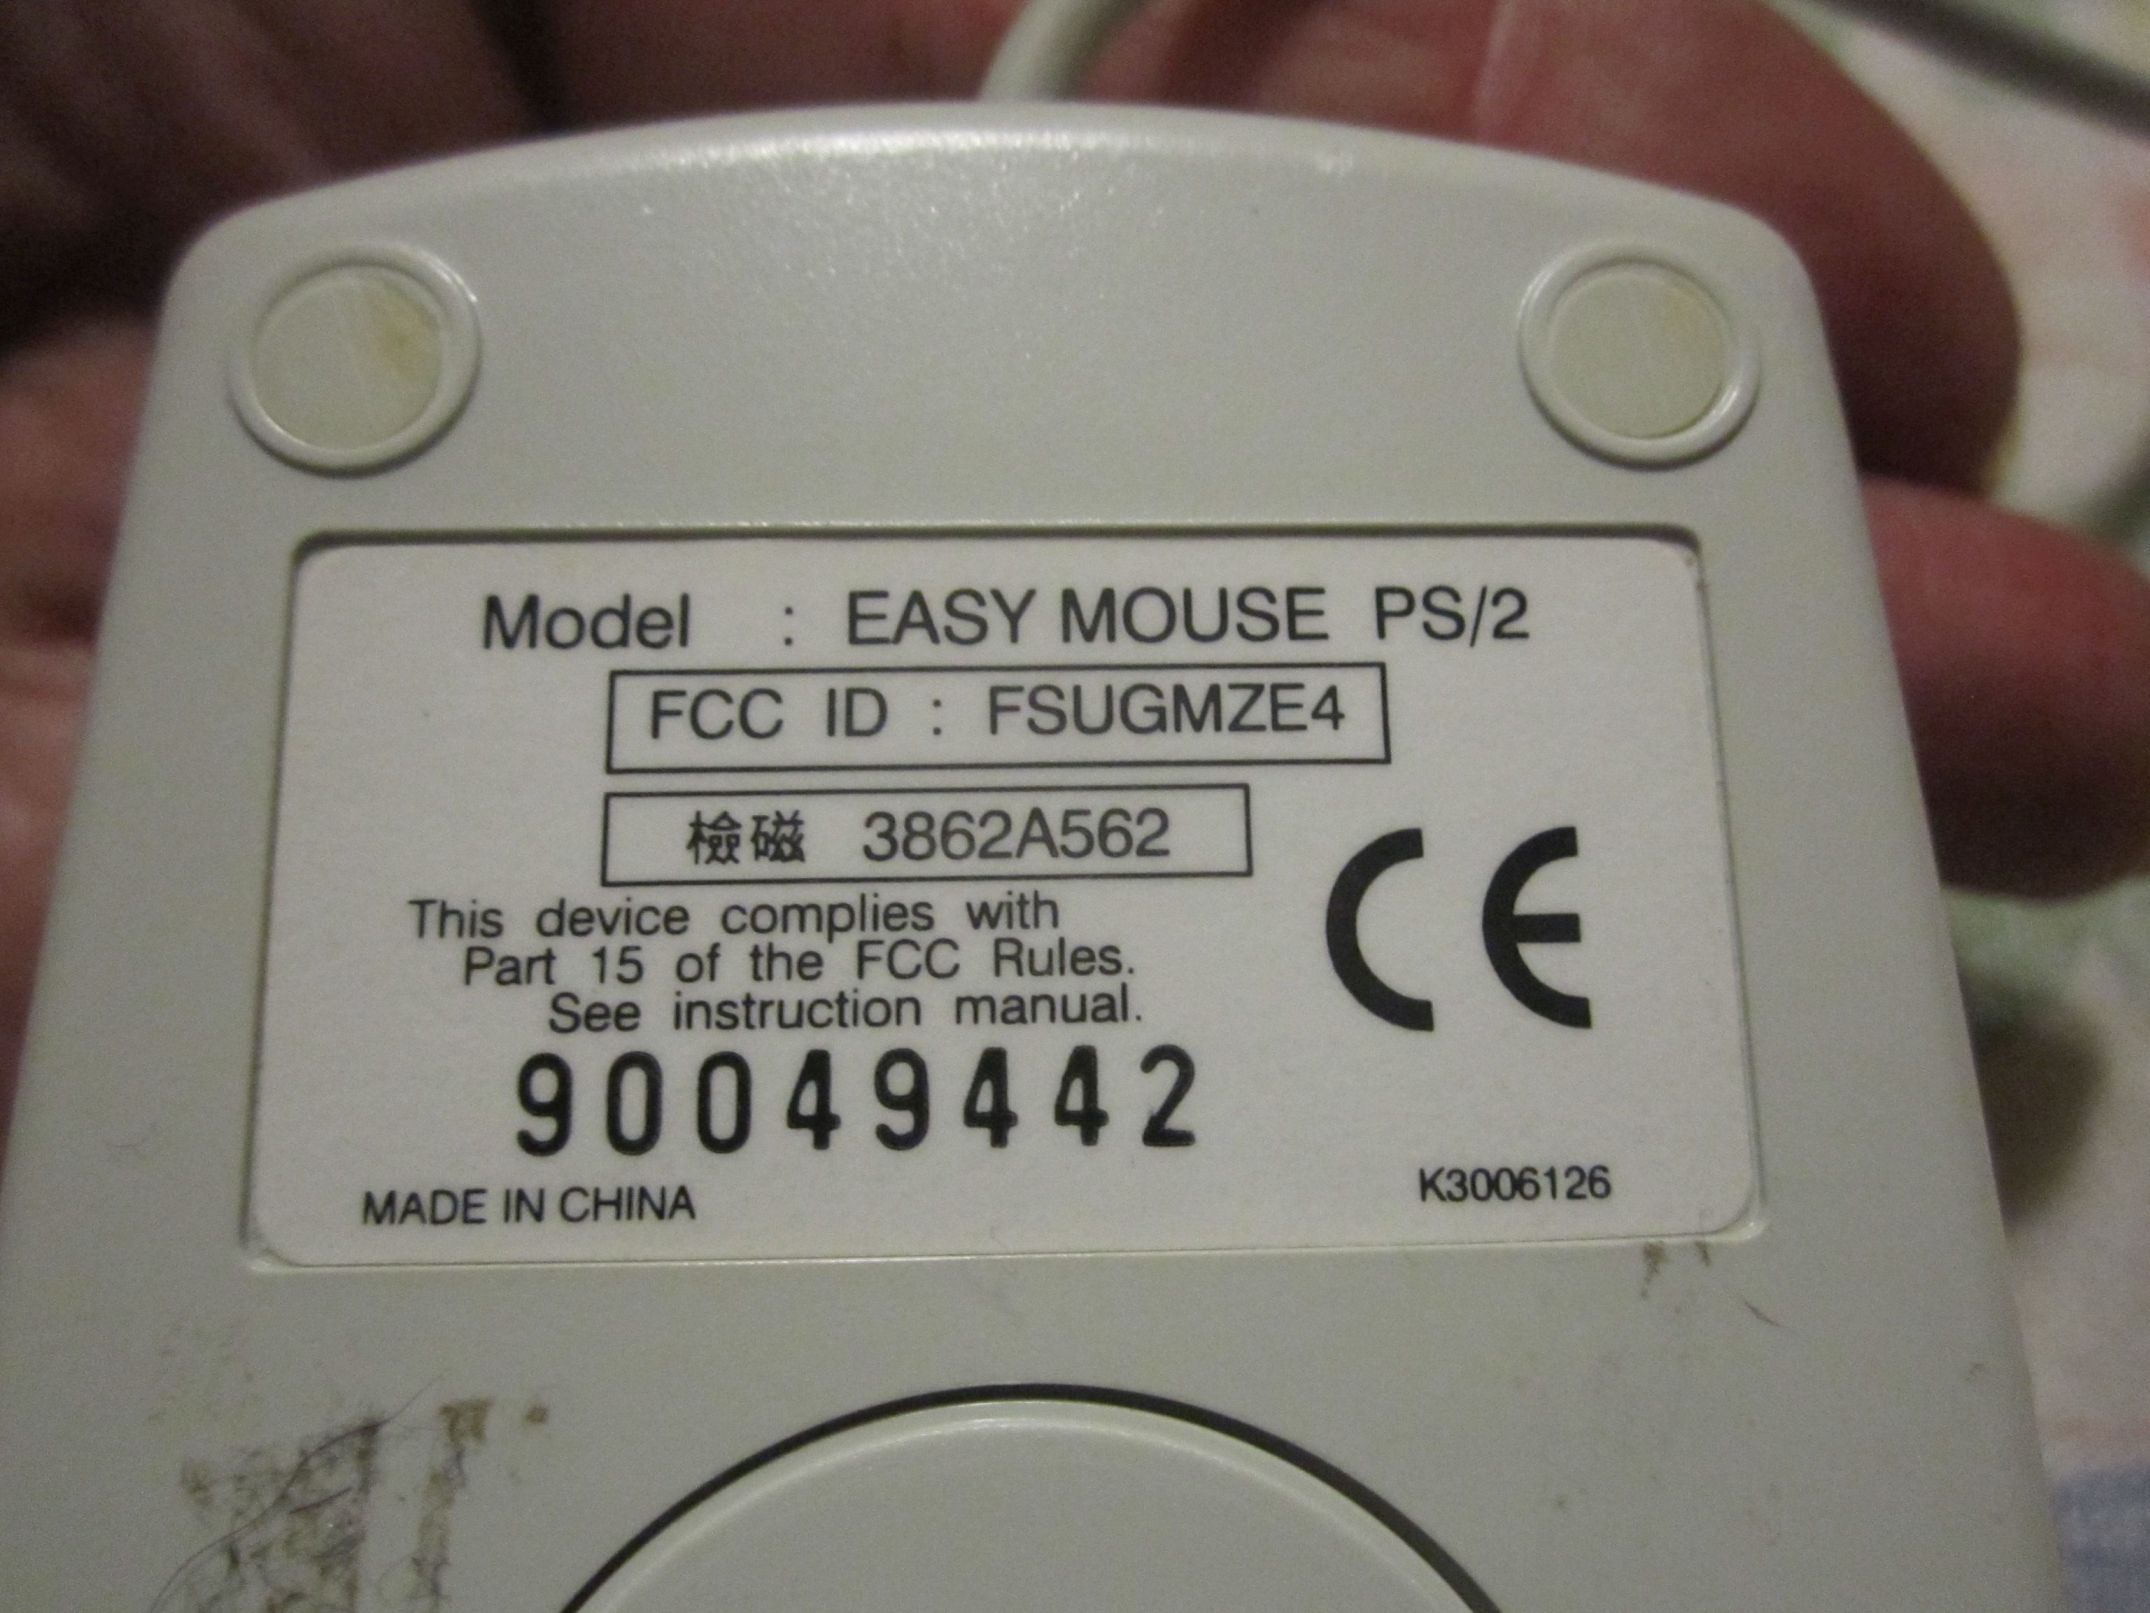 Model : EASY MOUSE PS/2
FCC ID : FSUGMZE4
檢磁 3862A562
This device complies with
Part 15 of the FCC Rules.
See instruction manual.
CE
90049442
MADE IN CHINA
K3006126